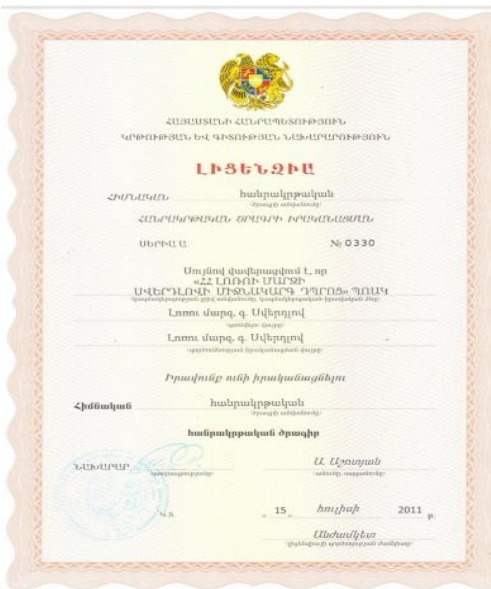 ՀԱՅԱՍՏԱՆԻ ՀԱՆՐԱՊԵՏՈՒԹՅՈՒՆ
ԿՐԹՈՒԹՅԱՆ ԵՎ ԳԻՏՈՒԹՅԱՆ ՆԱԽԱՐԱՐՈՒԹՅՈՒՆ
ԼԻՑԵՆԶԻԱ
ՀԻՄՆԱԿԱՆ հանրակրթական
ՀԱՆՐԱԿՐԹԱԿԱՆ ԾՐԱԳՐԻ ԻՐԱԿԱՆԱՑՄԱՆ
ՍԵՐԻԱ Ա № 0330
Սույնով վավերացվում է, որ
«ՀՀ ԼՈՌՈՒ ՄԱՐԶԻ
ՍՎԵՐԴԼՈՎԻ ՄԻՋՆԱԿԱՐԳ ԴՊՐՈՑ» ՊՈԱԿ
Լոռու մարզ, գ. Սվերդլով
Լոռու մարզ, գ. Սվերդլով
Իրավունք ունի իրականացնելու
Հիմնական հանրակրթական
հանրակրթական ծրագիր
ՆԱԽԱՐԱՐ Ա. Աշոտյան
Կ.Տ. „ 15 „ հուլիսի 2011 թ.
Անժամկետ